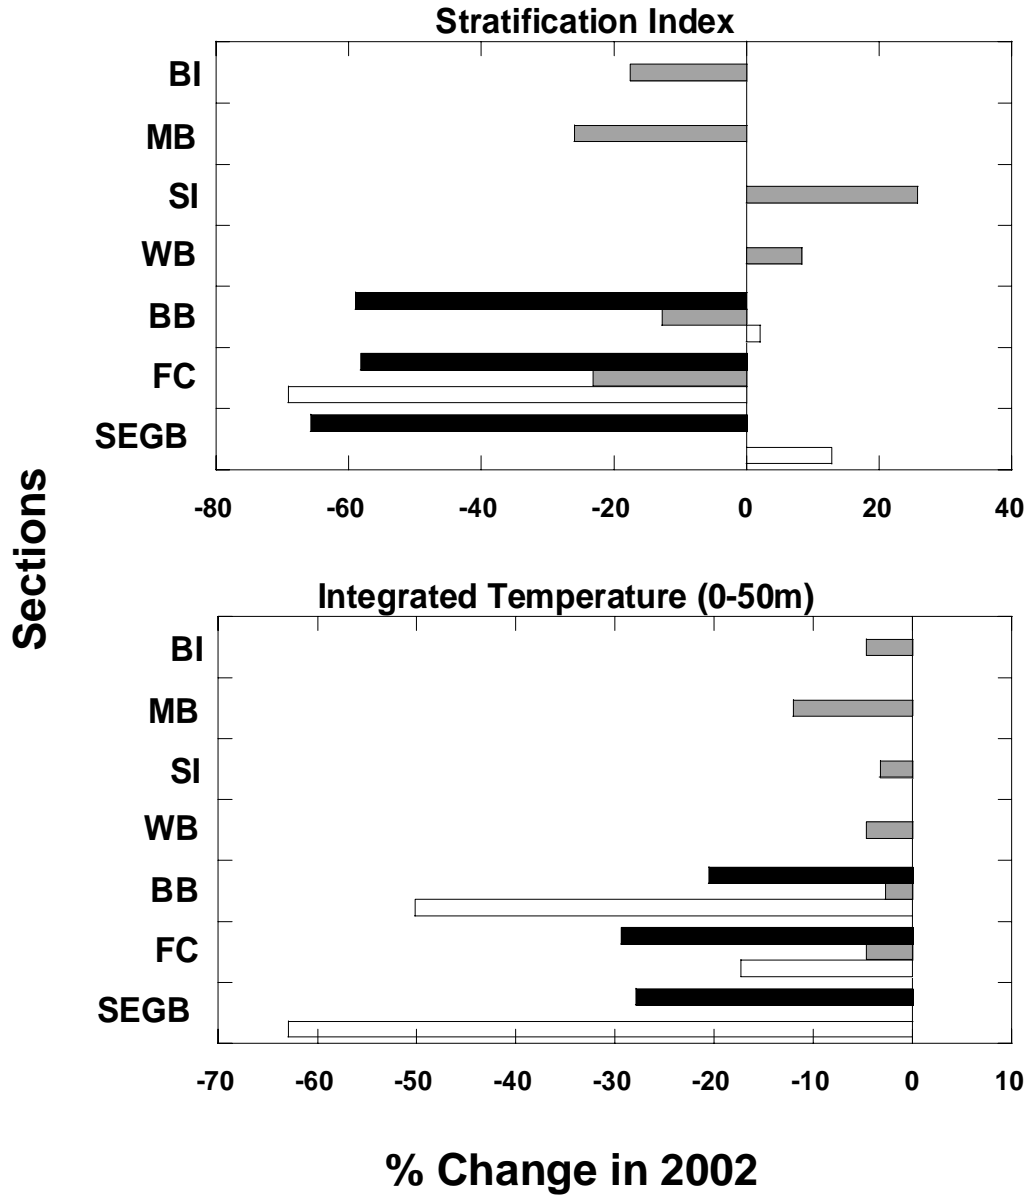 Stratification Index
BI
MB
SI
WB
BB
FC
SEGB
-80 -60 -40 -20 0 20 40
Sections
Integrated Temperature (0-50m)
BI
MB
SI
WB
BB
FC
SEGB
-70 -60 -50 -40 -30 -20 -10 0 10
% Change in 2002